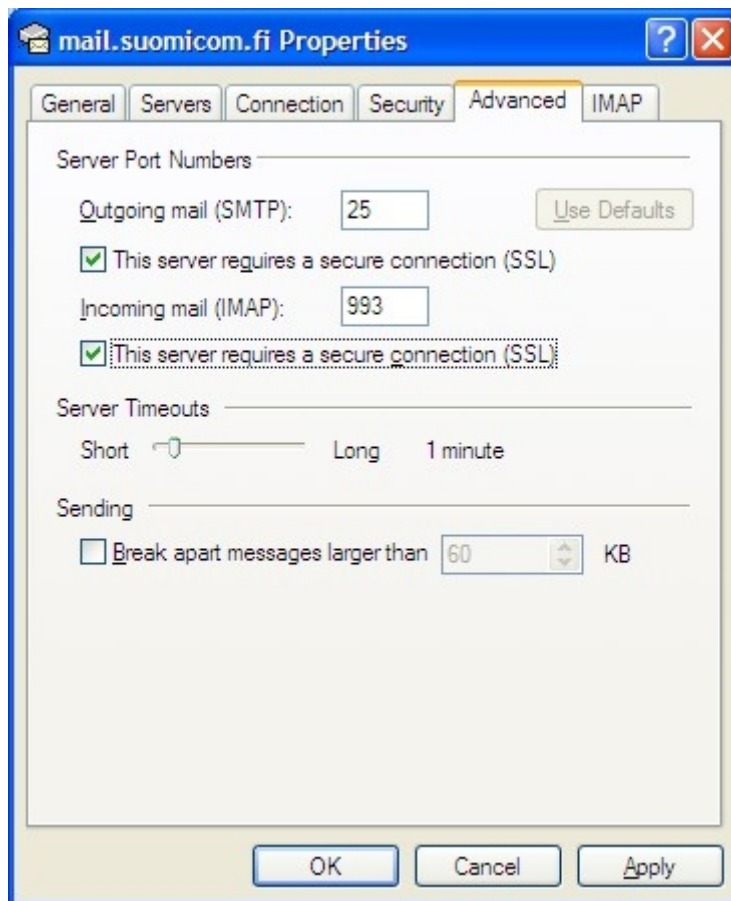 mail.suomicom.fi Properties
General Servers Connection Security Advanced IMAP
Server Port Numbers
Outgoing mail (SMTP): 25 Use Defaults
This server requires a secure connection (SSL)
Incoming mail (IMAP): 993
This server requires a secure connection (SSL)
Server Timeouts
Short Long 1 minute
Sending
Break apart messages larger than 60 KB
OK Cancel Apply